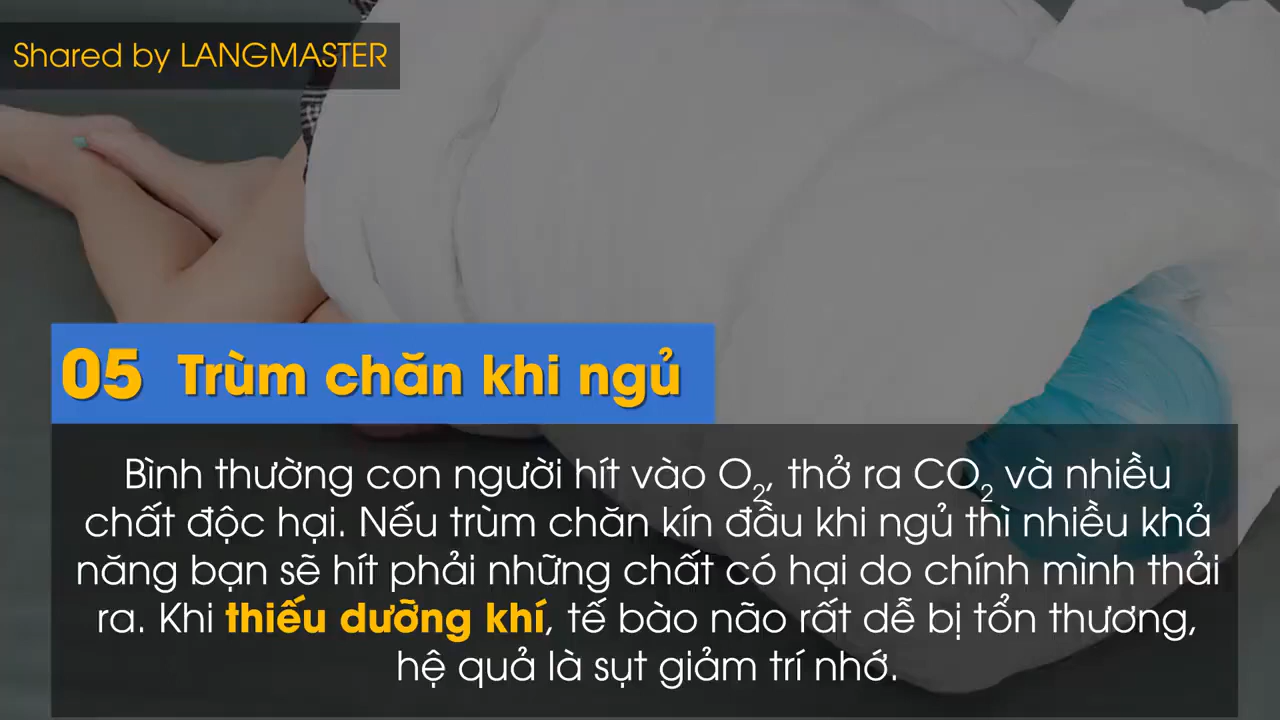 Shared by LANGMASTER
05 Trùm chăn khi ngủ
Bình thường con người hít vào O₂, thở ra CO₂ và nhiều
chất độc hại. Nếu trùm chăn kín đầu khi ngủ thì nhiều khả
năng bạn sẽ hít phải những chất có hại do chính mình thải
ra. Khi thiếu dưỡng khí, tế bào não rất dễ bị tổn thương,
hệ quả là sụt giảm trí nhớ.